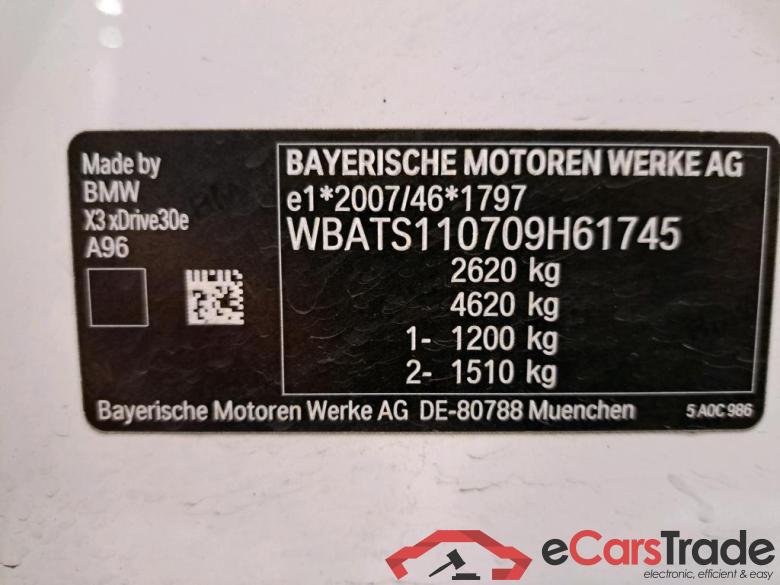 Made by
BMW
X3 xDrive30e
A96
BAYERISCHE MOTOREN WERKE AG
e1*2007/46*1797
WBATS110709H61745
2620 kg
4620 kg
1- 1200 kg
2- 1510 kg
Bayerische Motoren Werke AG DE-80788 Muenchen
5 A0C 986
eCarsTrade
electronic, efficient & easy